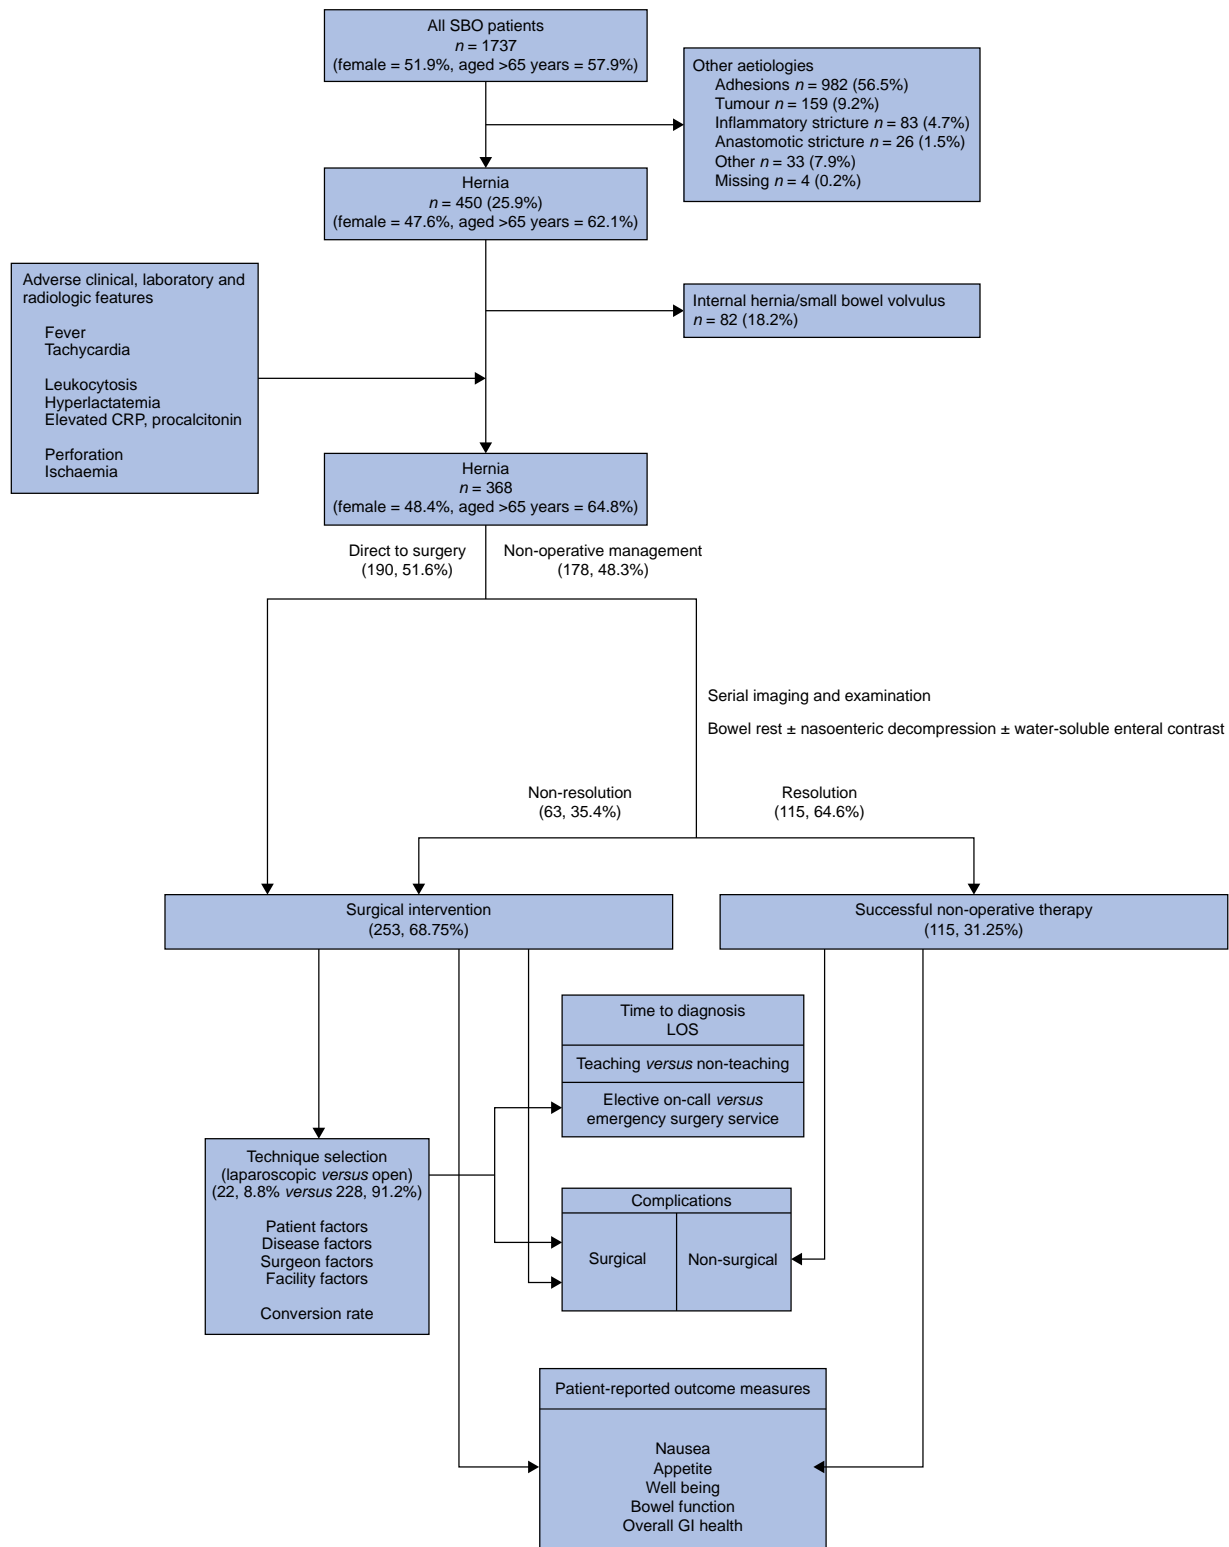 All SBO patients
n = 1737
(female = 51.9%, aged >65 years = 57.9%)
Other aetiologies
Adhesions n = 982 (56.5%)
Tumour n = 159 (9.2%)
Inflammatory stricture n = 83 (4.7%)
Anastomotic stricture n = 26 (1.5%)
Other n = 33 (7.9%)
Missing n = 4 (0.2%)
Hernia
n = 450 (25.9%)
(female = 47.6%, aged >65 years = 62.1%)
Adverse clinical, laboratory and
radiologic features
Fever
Tachycardia
Leukocytosis
Hyperlactatemia
Elevated CRP, procalcitonin
Perforation
Ischaemia
Internal hernia/small bowel volvulus
n = 82 (18.2%)
Hernia
n = 368
(female = 48.4%, aged >65 years = 64.8%)
Direct to surgery
(190, 51.6%)
Non-operative management
(178, 48.3%)
Serial imaging and examination
Bowel rest ± nasoenteric decompression ± water-soluble enteral contrast
Non-resolution
(63, 35.4%)
Resolution
(115, 64.6%)
Surgical intervention
(253, 68.75%)
Successful non-operative therapy
(115, 31.25%)
Time to diagnosis
LOS
Teaching versus non-teaching
Elective on-call versus
emergency surgery service
Technique selection
(laparoscopic versus open)
(22, 8.8% versus 228, 91.2%)
Patient factors
Disease factors
Surgeon factors
Facility factors
Conversion rate
Complications
Surgical
Non-surgical
Patient-reported outcome measures
Nausea
Appetite
Well being
Bowel function
Overall GI health